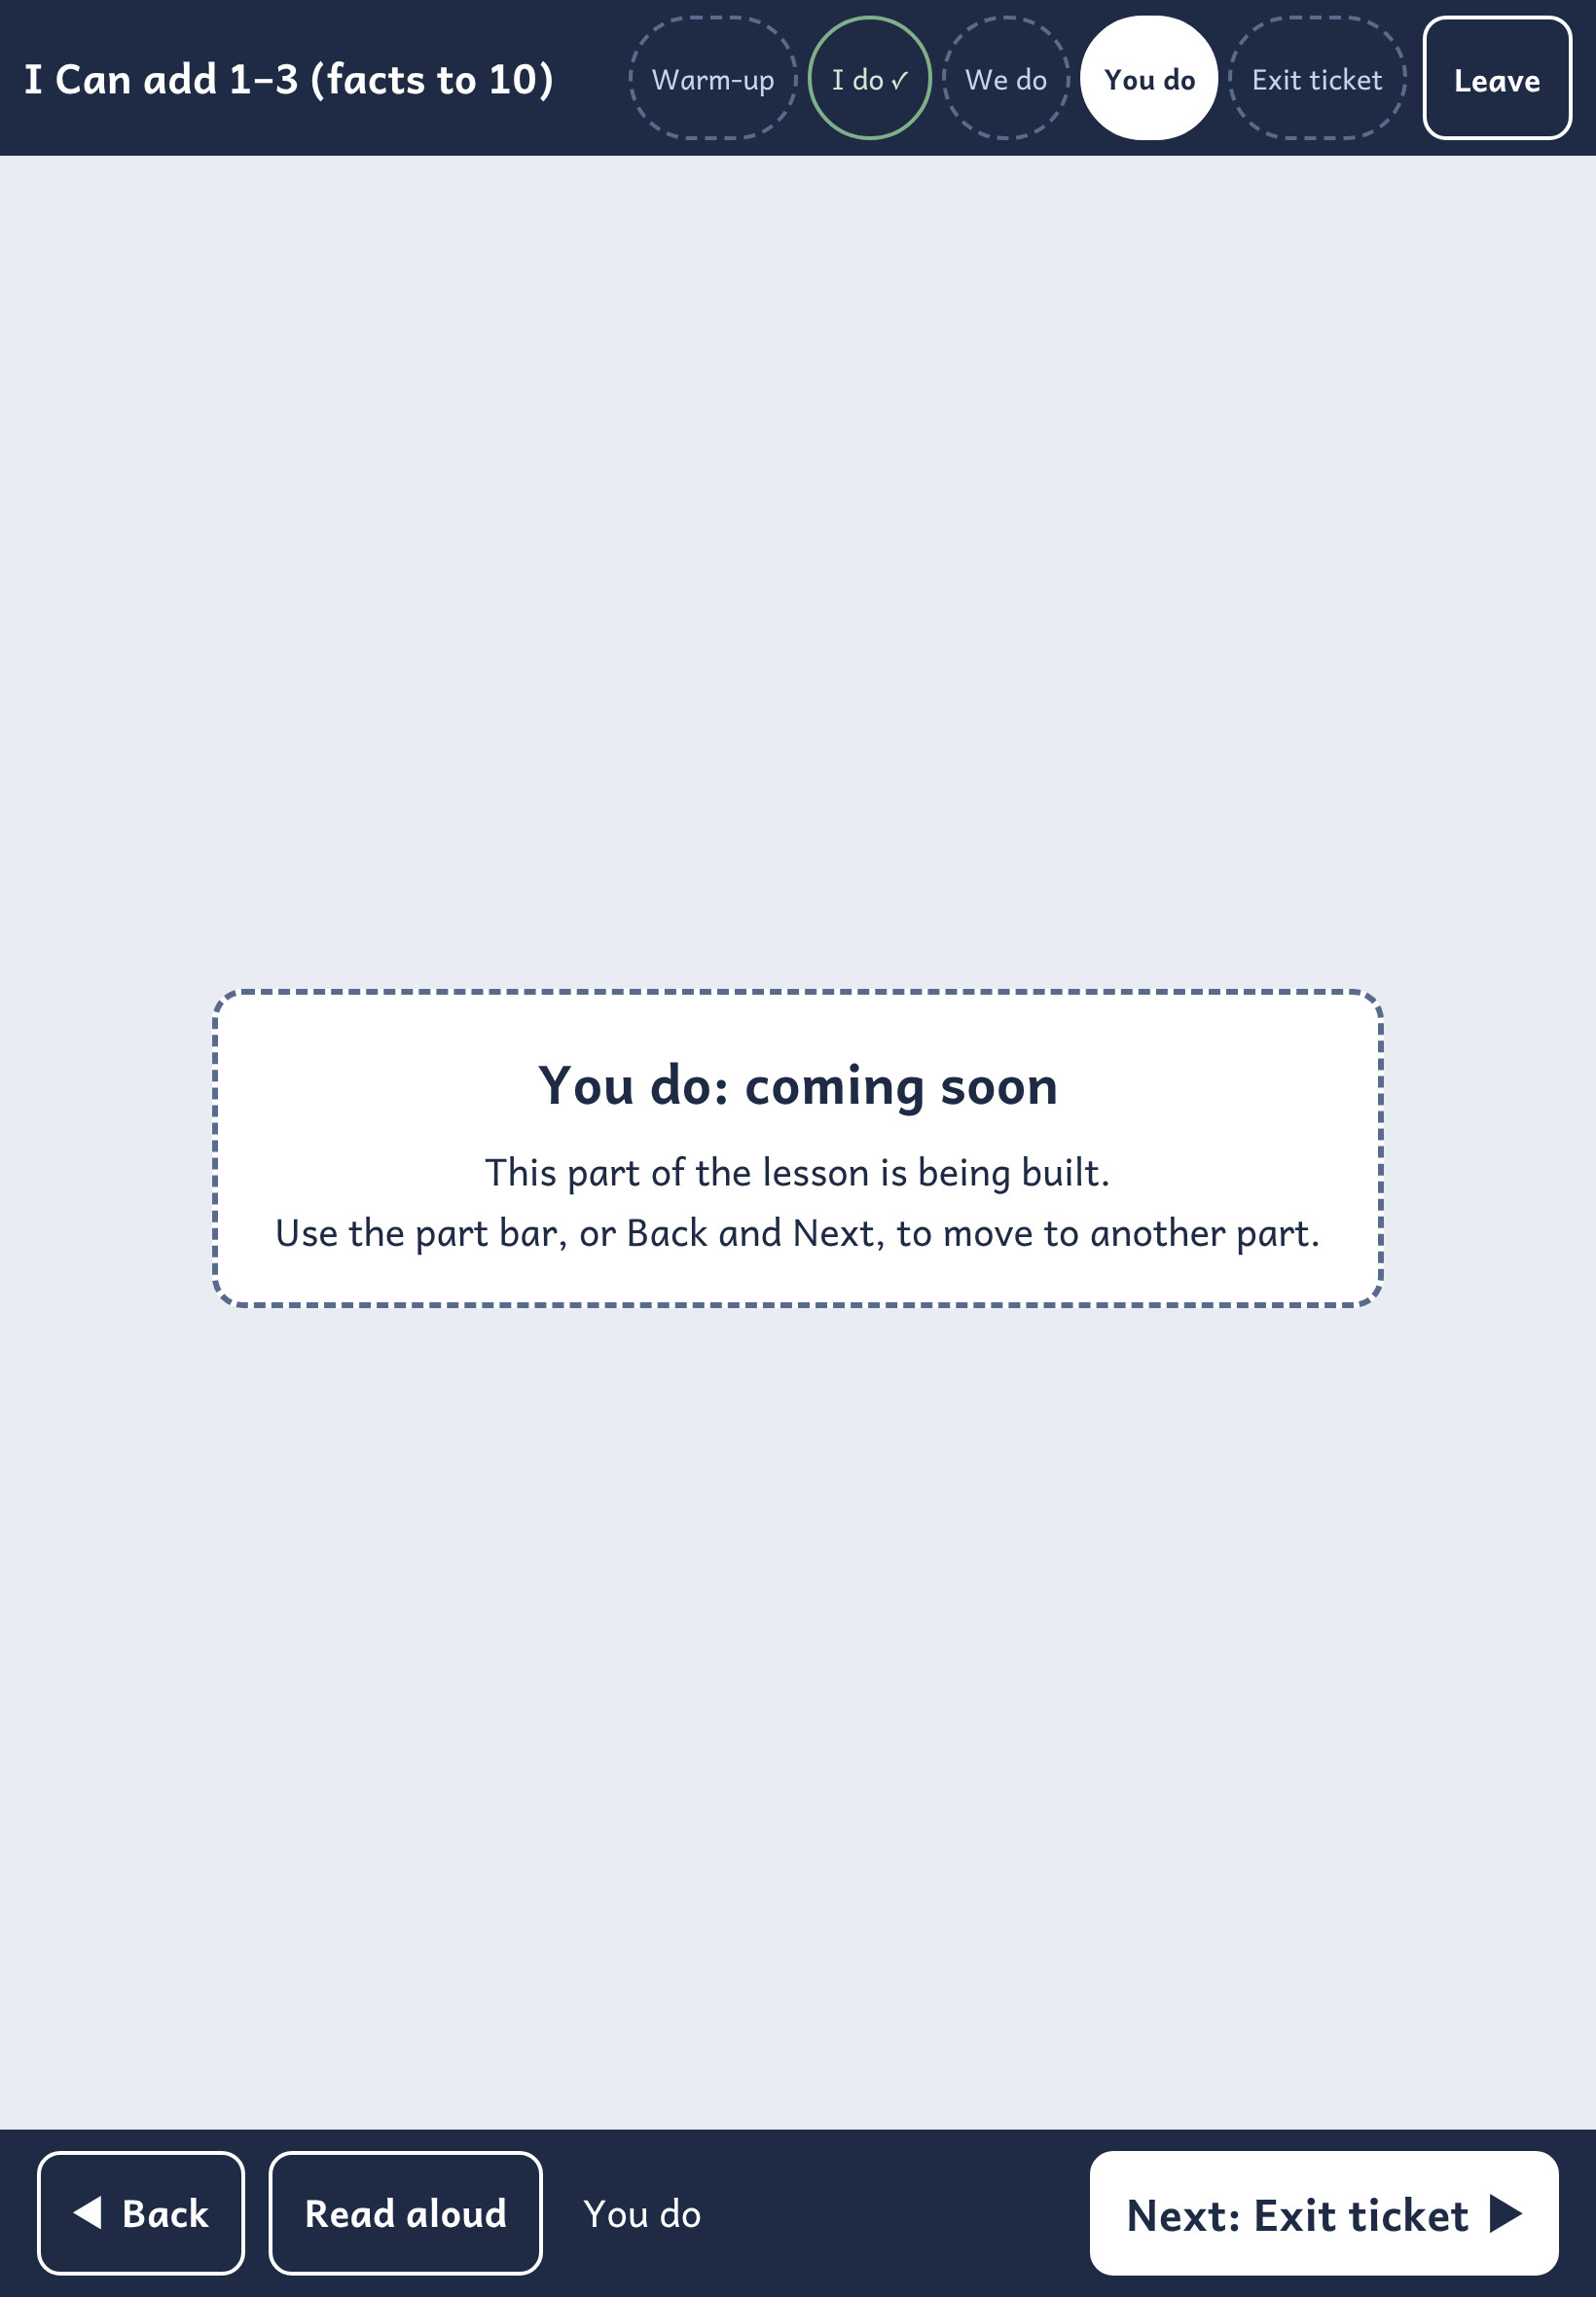 I Can add 1–3 (facts to 10)
Warm-up
I do ✓
We do
You do
Exit ticket
Leave
You do: coming soon
This part of the lesson is being built.
Use the part bar, or Back and Next, to move to another part.
◀ Back
Read aloud
You do
Next: Exit ticket ▶